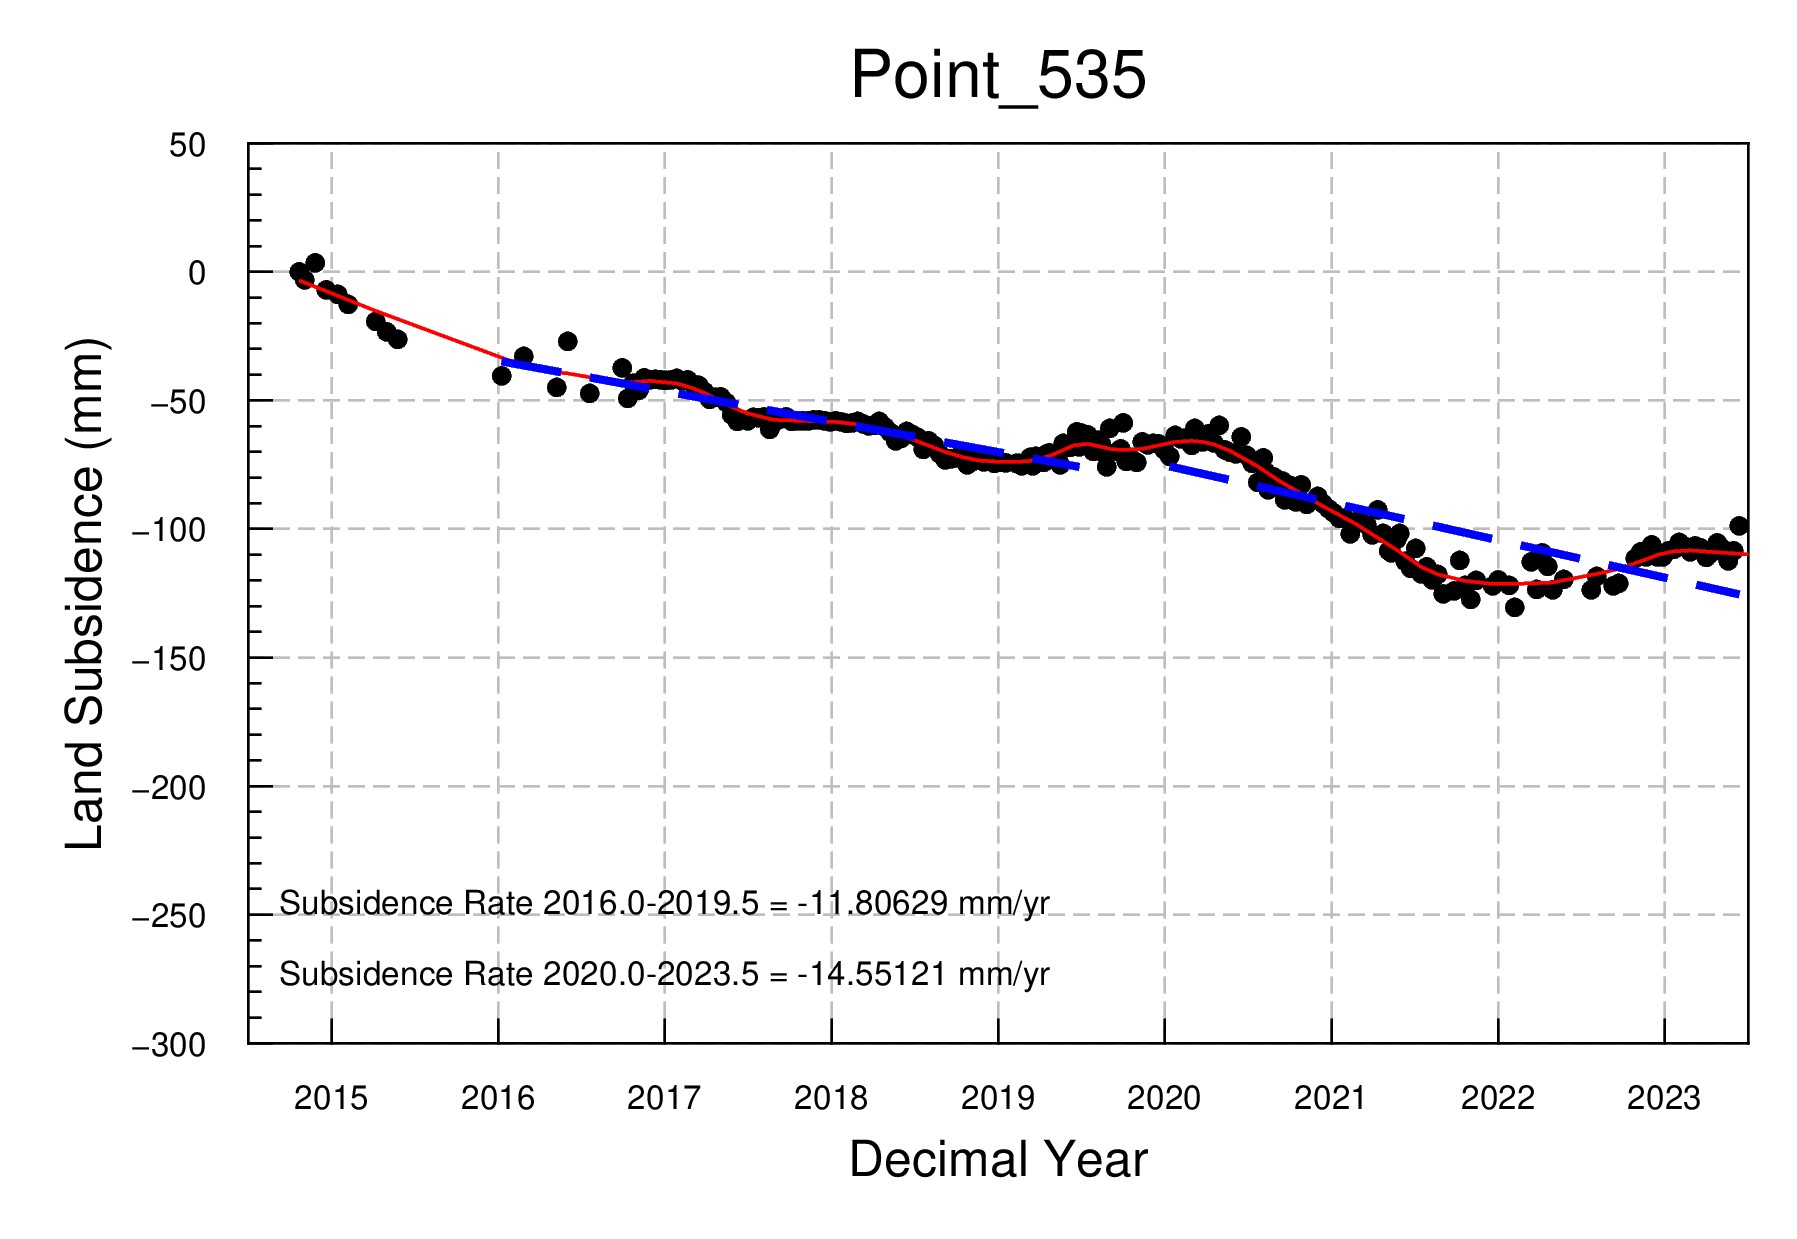 Point_535
50
0
−50
−100
−150
−200
−250
−300
Land Subsidence (mm)
Subsidence Rate 2016.0-2019.5 = -11.80629 mm/yr
Subsidence Rate 2020.0-2023.5 = -14.55121 mm/yr
2015 2016 2017 2018 2019 2020 2021 2022 2023
Decimal Year